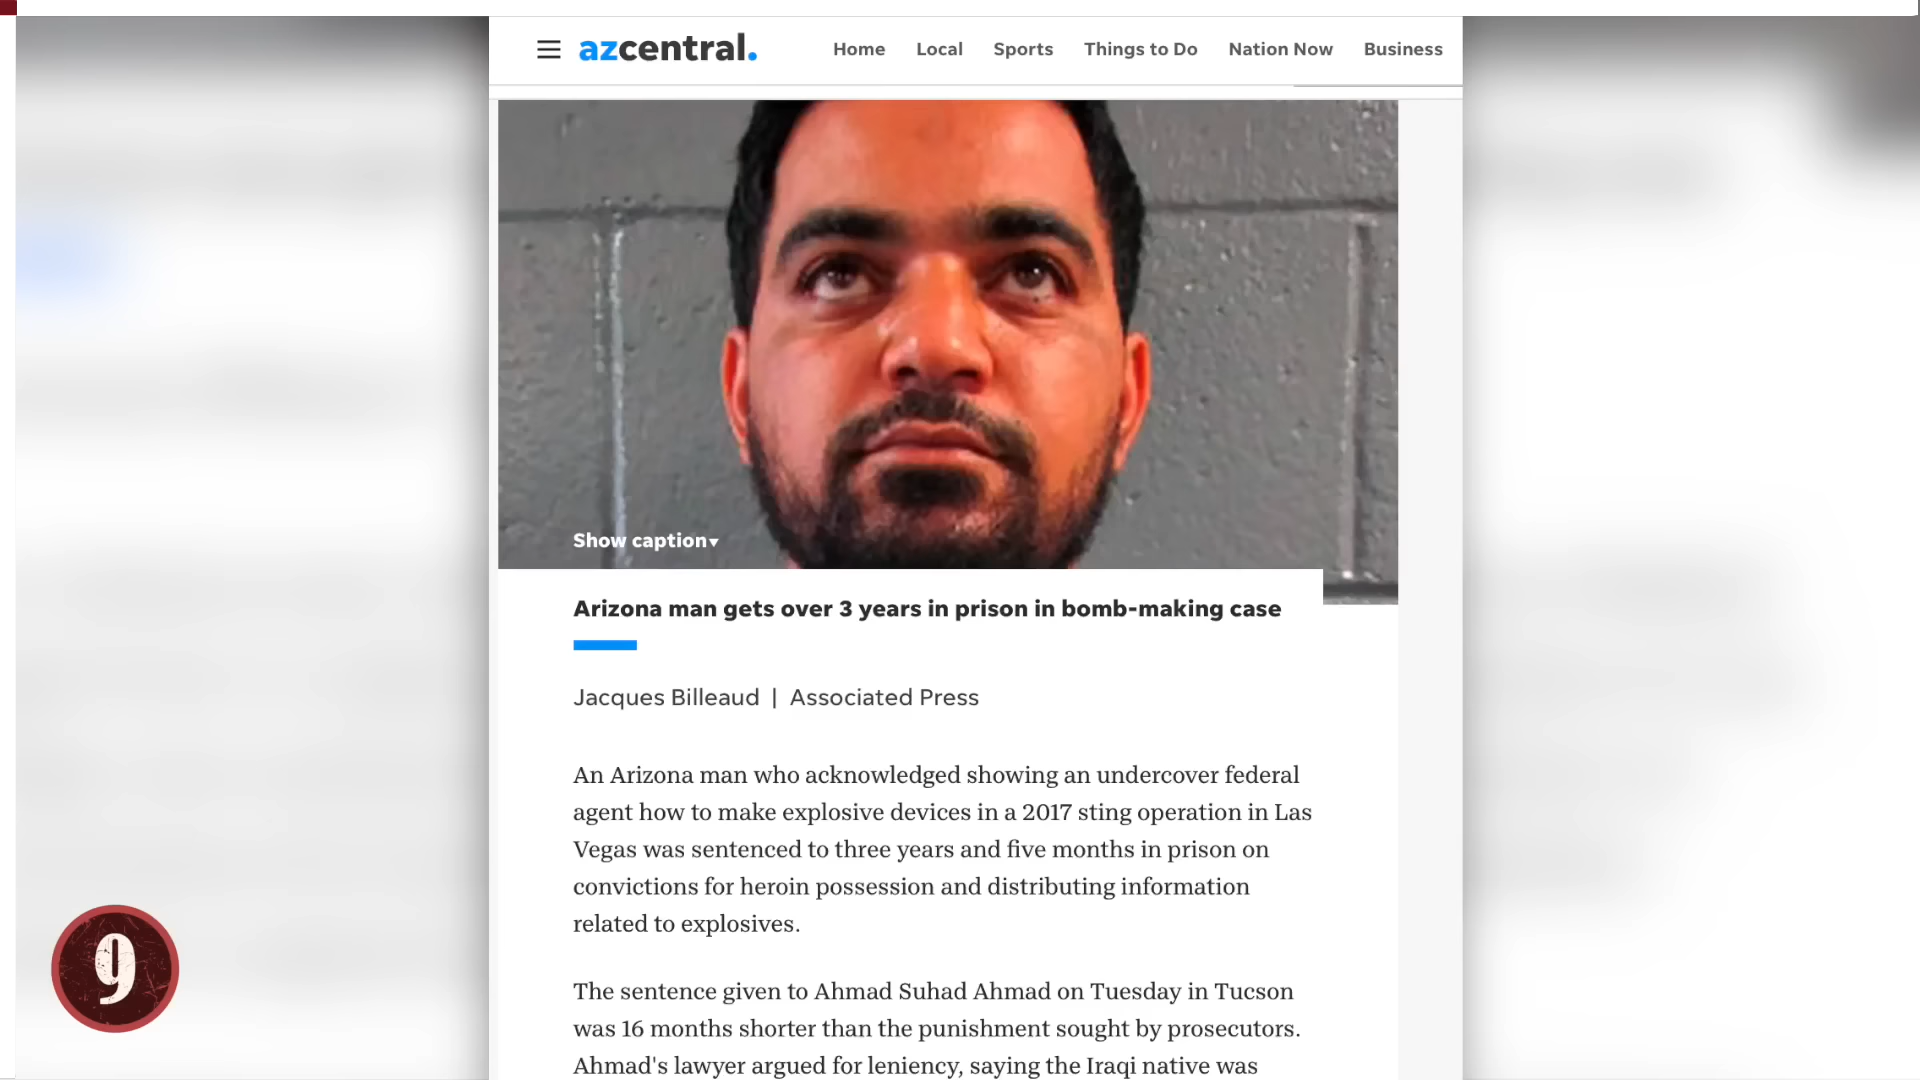 azcentral.
Home Local Sports Things to Do Nation Now Business
Show caption▾
Arizona man gets over 3 years in prison in bomb-making case
Jacques Billeaud | Associated Press
An Arizona man who acknowledged showing an undercover federal
agent how to make explosive devices in a 2017 sting operation in Las
Vegas was sentenced to three years and five months in prison on
convictions for heroin possession and distributing information
related to explosives.
The sentence given to Ahmad Suhad Ahmad on Tuesday in Tucson
was 16 months shorter than the punishment sought by prosecutors.
Ahmad's lawyer argued for leniency, saying the Iraqi native was
9